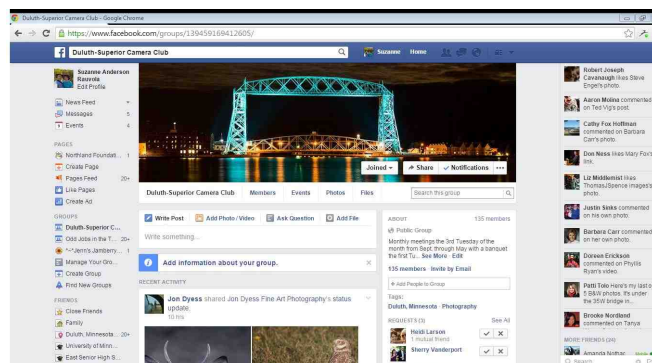 Duluth-Superior Camera Club - Google Chrome
https://www.facebook.com/groups/139459169412605/
Duluth-Superior Camera Club
Suzanne
Home
Suzanne Anderson
Rauvola
Edit Profile
News Feed
Messages 5
Events 4
PAGES
Northland Foundati... 1
Create Page
Pages Feed 20+
Like Pages
Create Ad
GROUPS
Duluth-Superior C...
Odd Jobs in the T... 20+
*~*Jenn's Jamberry... 1
Manage Your Gro...
Create Group
Find New Groups
FRIENDS
Close Friends
Family
Duluth, Minnesota 20+
University of Minn...
East Senior High S...
Joined
Share
Notifications
Duluth-Superior Camera Club
Members
Events
Photos
Files
Search this group
Write Post
Add Photo / Video
Ask Question
Add File
Write something...
Add information about your group.
RECENT ACTIVITY
Jon Dyess shared Jon Dyess Fine Art Photography's status
update.
10 hrs
ABOUT
135 members
Public Group
Monthly meetings the 3rd Tuesday of the
month from Sept. through May with a banquet
the first Tu... See More · Edit
135 members · Invite by Email
+ Add People to Group
Tags:
Duluth, Minnesota · Photography
REQUESTS (3)
See All
Heidi Larson
1 mutual friend
Sherry Vanderport
Robert Joseph
Cavanaugh likes Steve
Engel's photo.
Aaron Molina commented
on Ted Vig's post.
Cathy Fox Hoffman
commented on Barbara
Carr's photo.
Don Ness likes Mary Fox's
link.
Liz Middlemist likes
ThomasJSpence images's
photo.
Justin Sinks commented
on his own photo.
Barbara Carr commented
on her own photo.
Doreen Erickson
commented on Phyllis
Ryan's video.
Patti Tolo Here's my last o
5 B&W photos. It's under
the 35W bridge in...
Brooke Nordland
commented on Tanya
MORE FRIENDS (24)
Amanda Nothar
Search